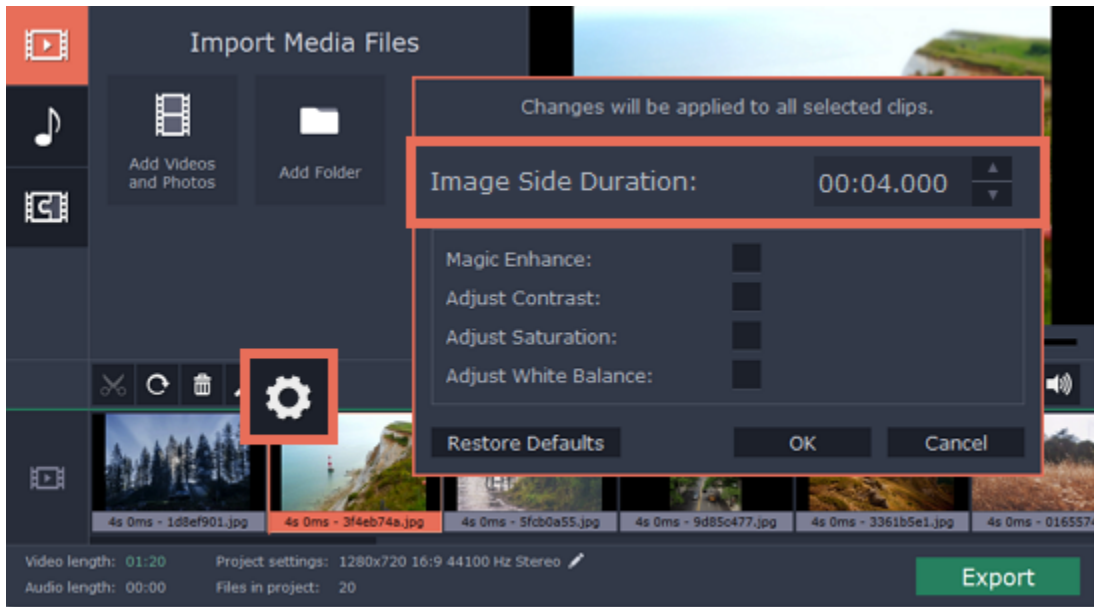 Import Media Files
Add Videos
and Photos
Add Folder
Changes will be applied to all selected clips.
Image Side Duration:
00:04.000
Magic Enhance:
Adjust Contrast:
Adjust Saturation:
Adjust White Balance:
Restore Defaults
OK
Cancel
4s 0ms - 1d8ef901.jpg
4s 0ms - 3f4eb74a.jpg
4s 0ms - 5fcb0a55.jpg
4s 0ms - 9d85c477.jpg
4s 0ms - 3361b5e1.jpg
4s 0ms - 016557
Video length: 01:20
Project settings: 1280x720 16:9 44100 Hz Stereo
Audio length: 00:00
Files in project: 20
Export